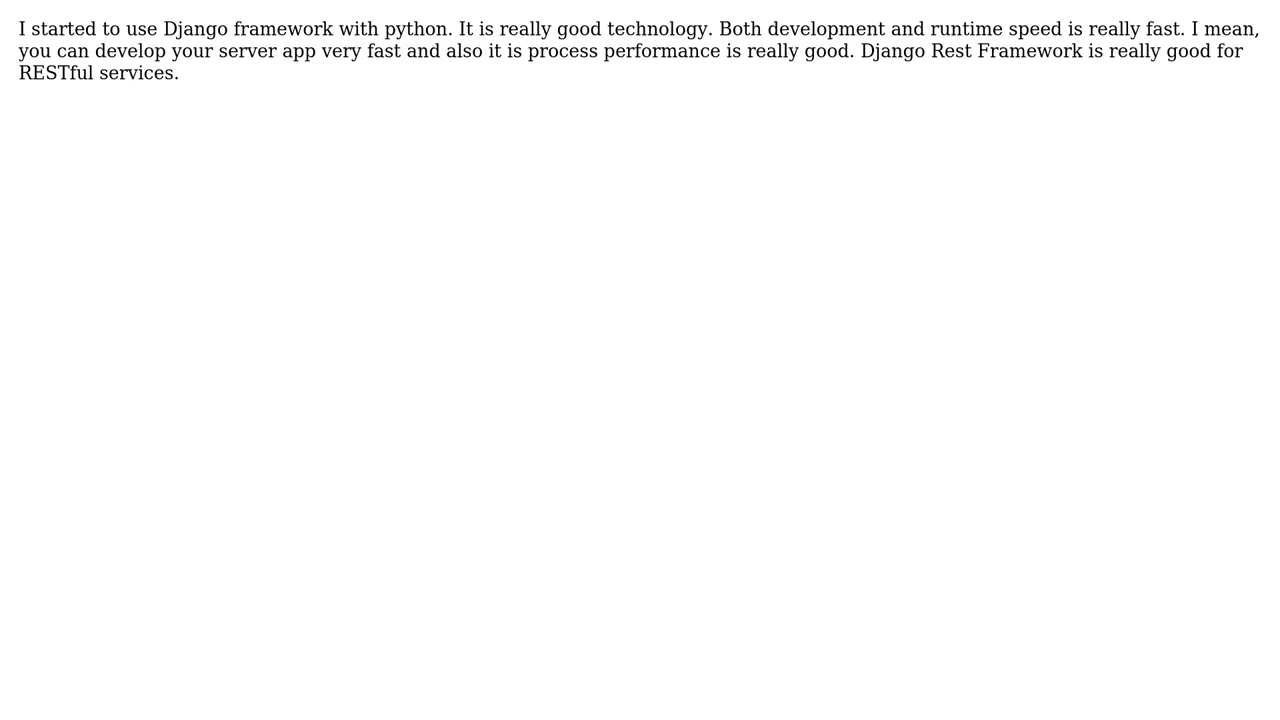 I started to use Django framework with python. It is really good technology. Both development and runtime speed is really fast. I mean,
you can develop your server app very fast and also it is process performance is really good. Django Rest Framework is really good for
RESTful services.